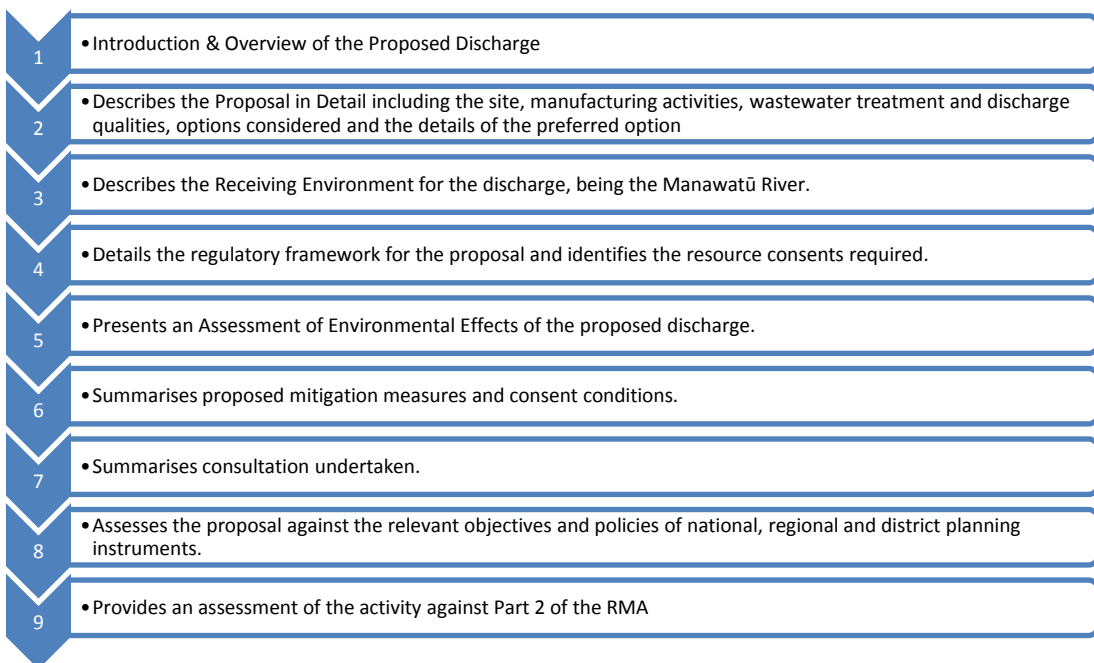 1
•Introduction & Overview of the Proposed Discharge
2
•Describes the Proposal in Detail including the site, manufacturing activities, wastewater treatment and discharge
qualities, options considered and the details of the preferred option
3
•Describes the Receiving Environment for the discharge, being the Manawatū River.
4
•Details the regulatory framework for the proposal and identifies the resource consents required.
5
•Presents an Assessment of Environmental Effects of the proposed discharge.
6
•Summarises proposed mitigation measures and consent conditions.
7
•Summarises consultation undertaken.
8
•Assesses the proposal against the relevant objectives and policies of national, regional and district planning
instruments.
9
•Provides an assessment of the activity against Part 2 of the RMA